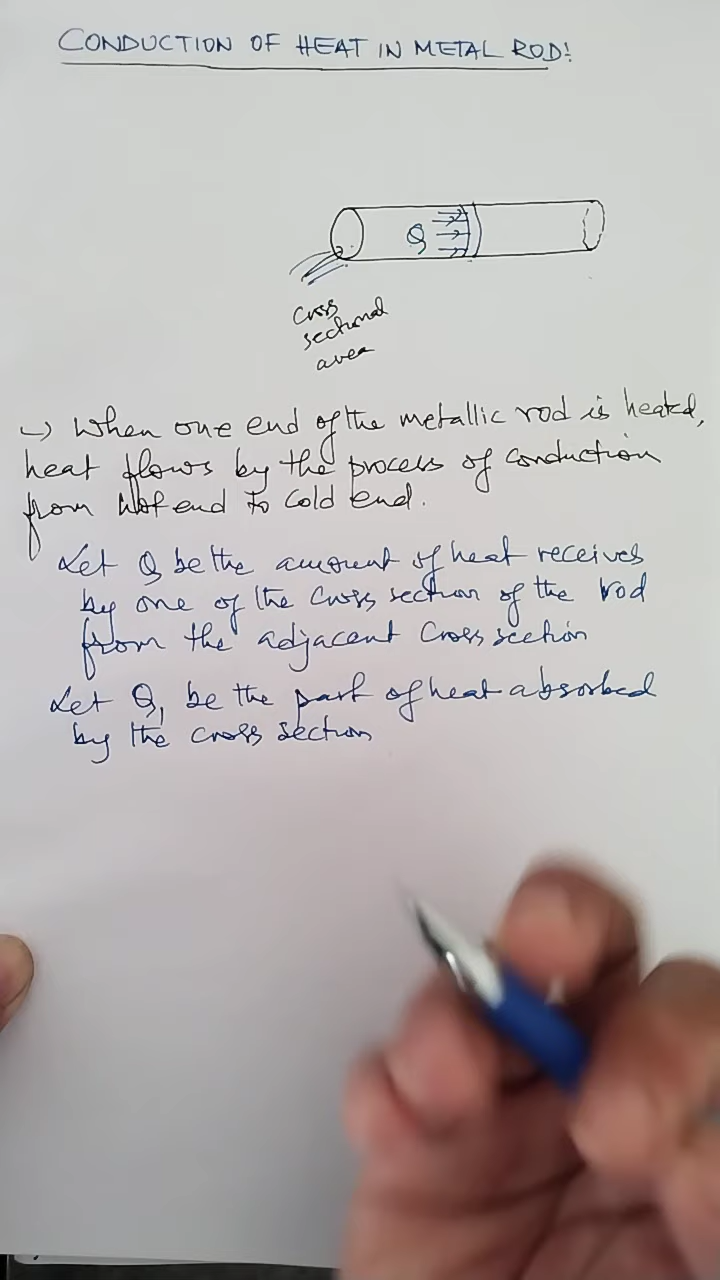 CONDUCTION OF HEAT IN METAL ROD!
Q
Cross
sectional
area
→ When one end of the metallic rod is heated,
heat flows by the process of conduction
from hot end to cold end.
Let Q be the amount of heat receives
by one of the cross section of the rod
from the adjacent cross section
Let Q₁ be the part of heat absorbed
by the cross section